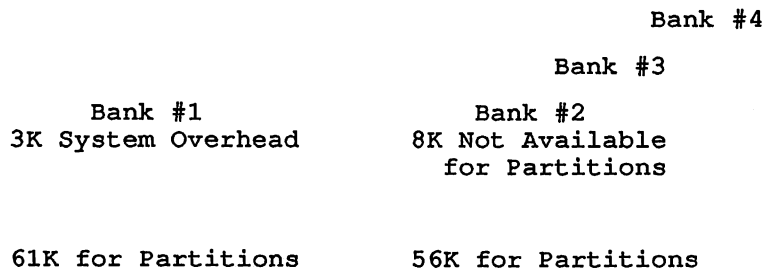 Bank #4
Bank #3
Bank #1
Bank #2
3K System Overhead
8K Not Available
for Partitions
61K for Partitions
56K for Partitions